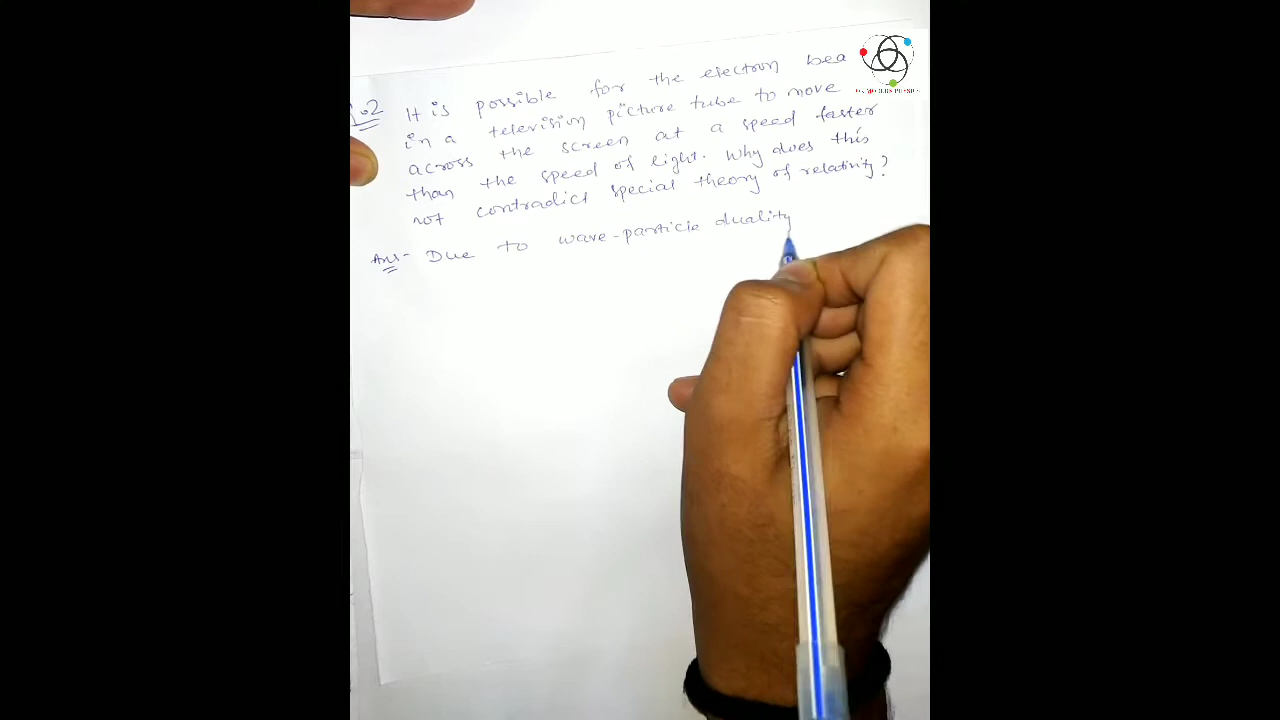 Q.2 It is possible for the electron bea
in a television picture tube to move
across the screen at a speed faster
than the speed of light. Why does this
not contradict special theory of relativity?
Ans- Due to wave-particle duality